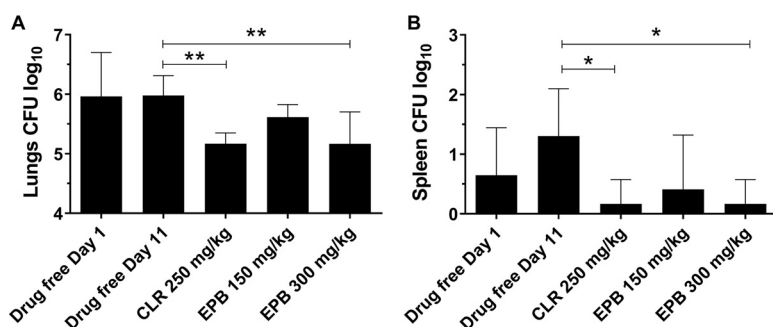 A
Lungs CFU log10
7
6
5
4
**
**
Drug free Day 1
Drug free Day 11
CLR 250 mg/kg
EPB 150 mg/kg
EPB 300 mg/kg
B
Spleen CFU log10
3
2
1
0
*
*
Drug free Day 1
Drug free Day 11
CLR 250 mg/kg
EPB 150 mg/kg
EPB 300 mg/kg